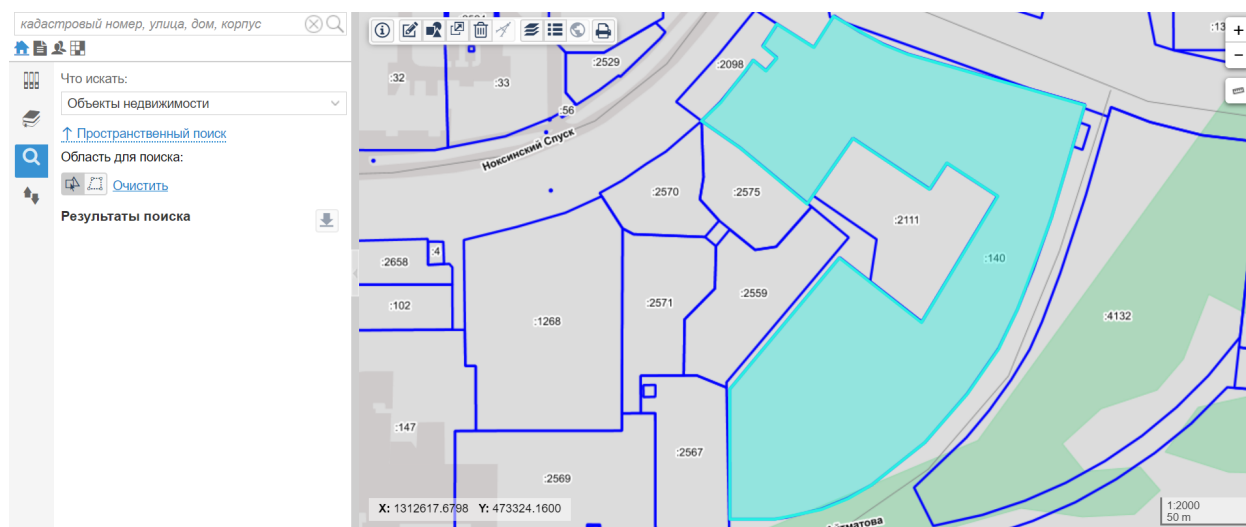 кадастровый номер, улица, дом, корпус
Что искать:
Объекты недвижимости
Пространственный поиск
Область для поиска:
Очистить
Результаты поиска
:32
:33
:2529
:56
:2098
Ноксинский Спуск
:2570
:2575
:2111
:4
:2658
:102
:1268
:2571
:2559
:140
:4132
:147
:2569
:2567
X: 1312617.6798 Y: 473324.1600
1:2000
50 m
+
−